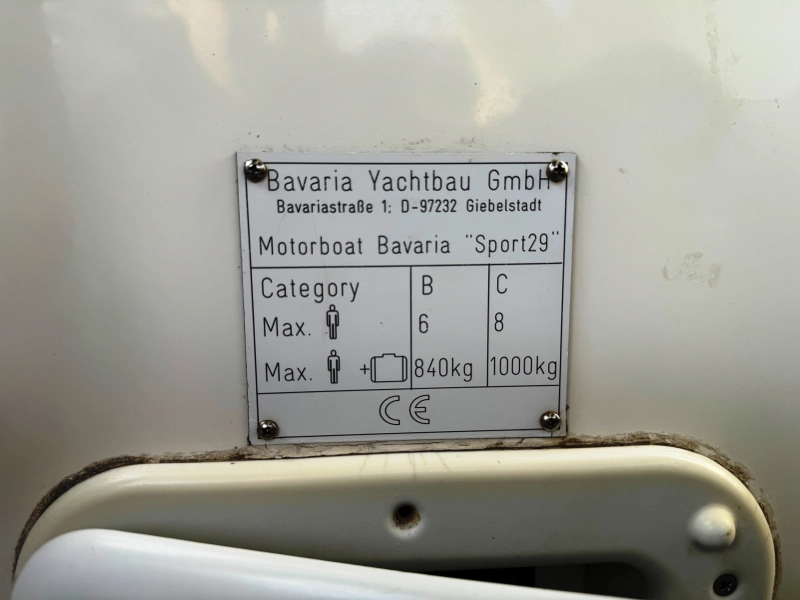 Bavaria Yachtbau GmbH
Bavariastraße 1; D-97232 Giebelstadt
Motorboat Bavaria "Sport29"
Category B C
Max. 6 8
Max. + 840kg 1000kg
CE